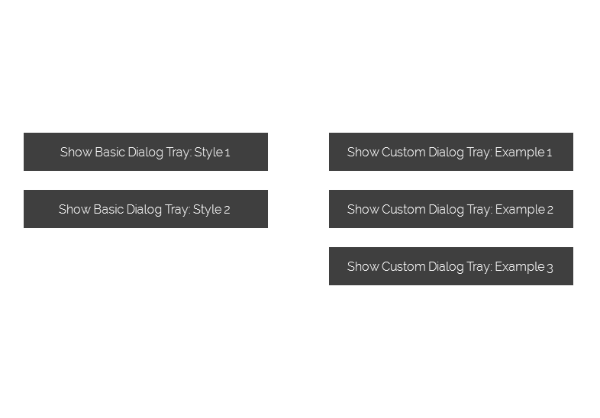 Show Basic Dialog Tray: Style 1
Show Basic Dialog Tray: Style 2
Show Custom Dialog Tray: Example 1
Show Custom Dialog Tray: Example 2
Show Custom Dialog Tray: Example 3